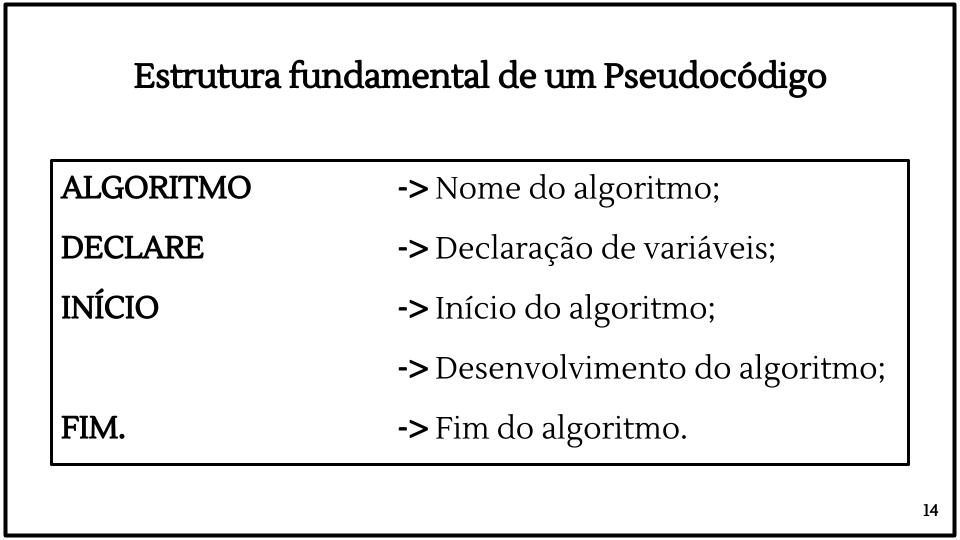 Estrutura fundamental de um Pseudocódigo
ALGORITMO -> Nome do algoritmo;
DECLARE -> Declaração de variáveis;
INÍCIO -> Início do algoritmo;
-> Desenvolvimento do algoritmo;
FIM. -> Fim do algoritmo.
14